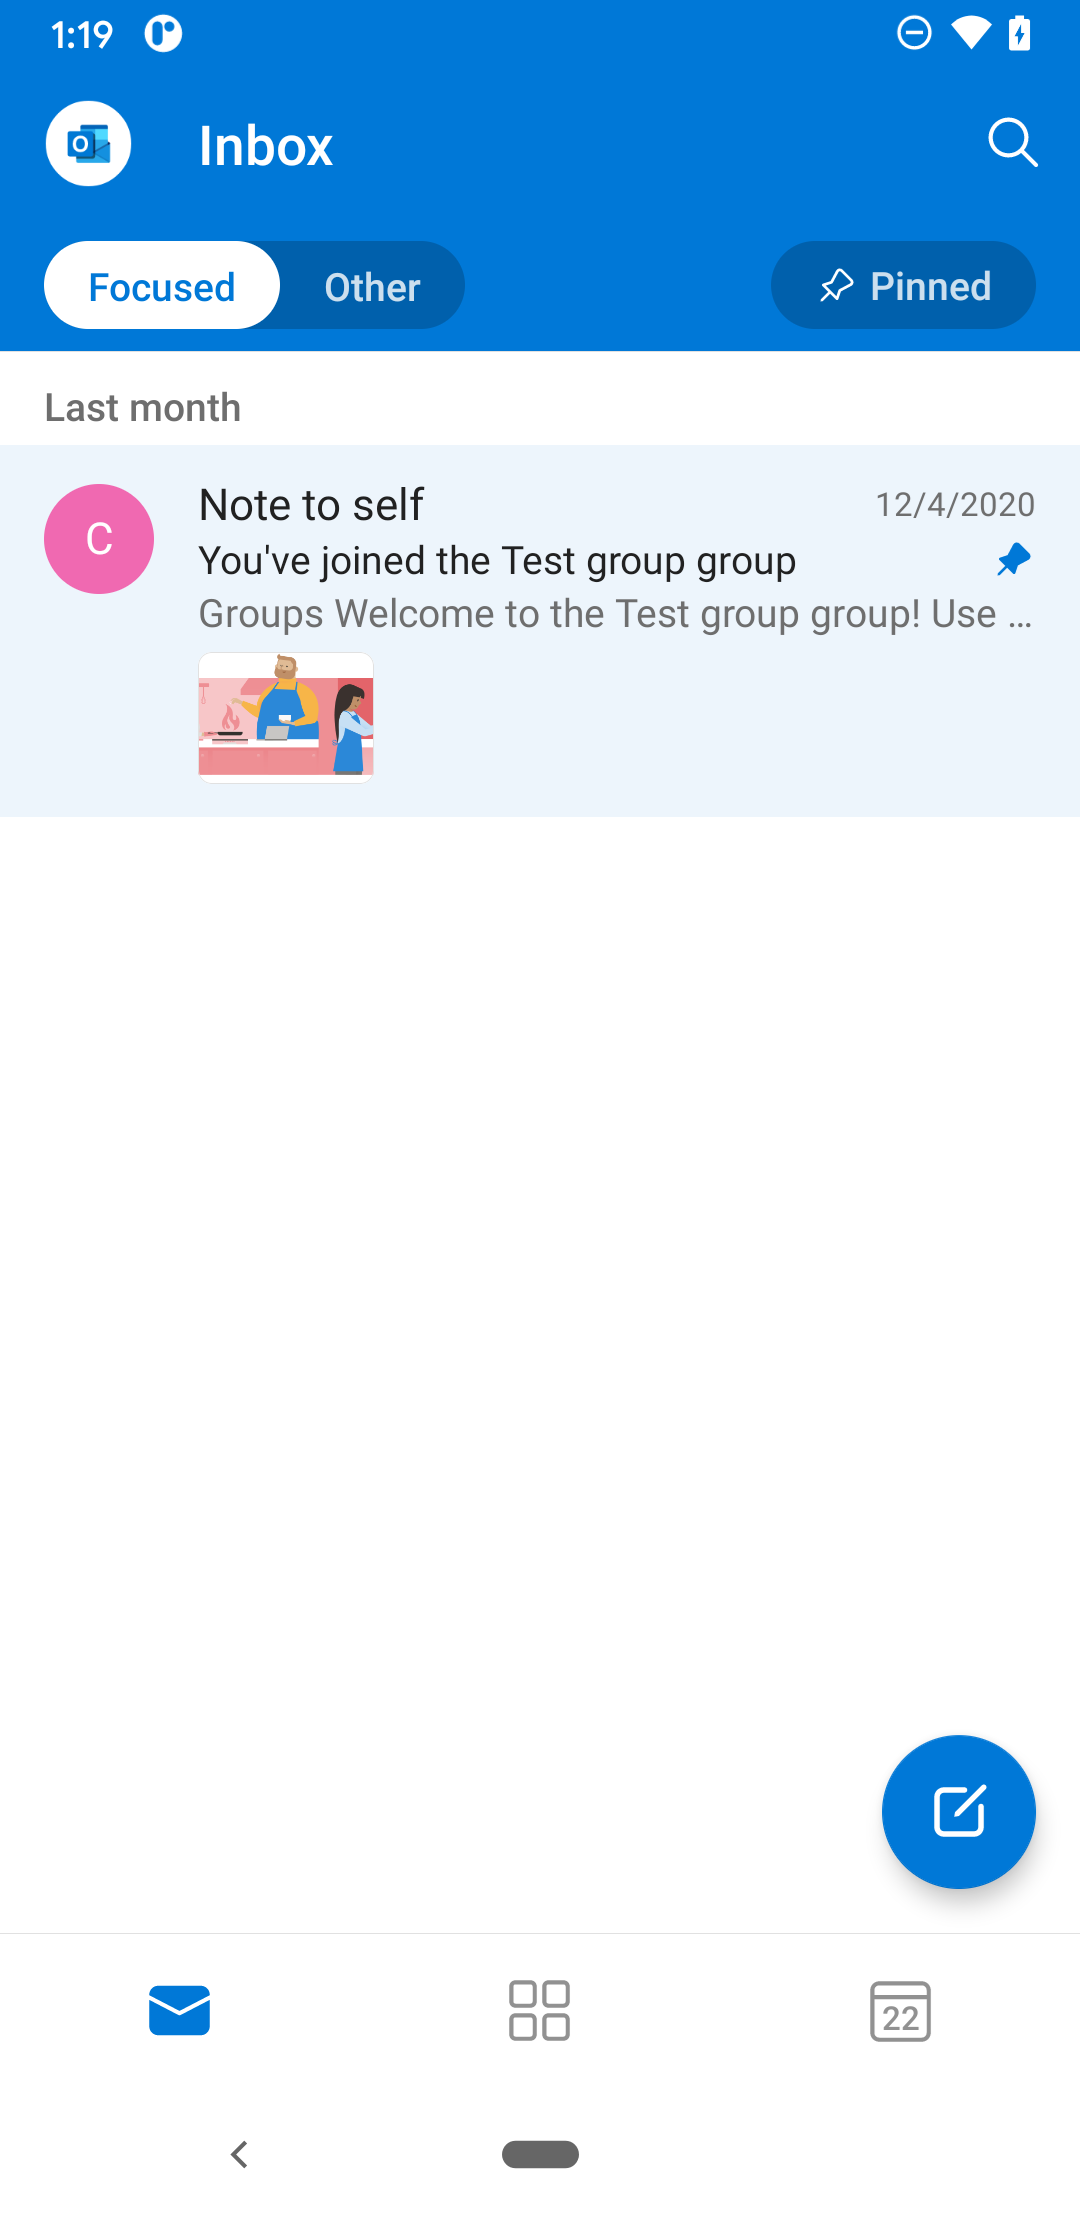 1:19
Inbox
Focused
Other
Pinned
Last month
C
Note to self
12/4/2020
You've joined the Test group group
Groups Welcome to the Test group group! Use ...
22